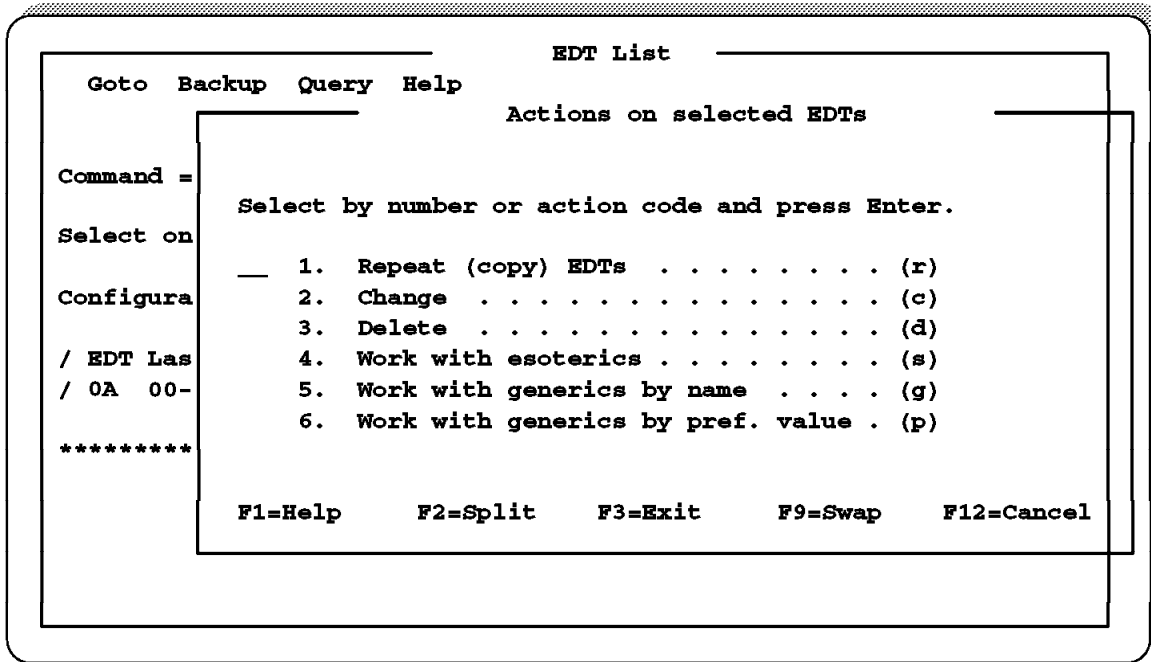 EDT List
Goto Backup Query Help
Actions on selected EDTs
Command =
Select by number or action code and press Enter.
Select on
__ 1. Repeat (copy) EDTs . . . . . . . . (r)
Configura 2. Change . . . . . . . . . . . . . . (c)
3. Delete . . . . . . . . . . . . . . (d)
/ EDT Las 4. Work with esoterics . . . . . . . . (s)
/ 0A 00- 5. Work with generics by name . . . . (g)
6. Work with generics by pref. value . (p)
*********
F1=Help F2=Split F3=Exit F9=Swap F12=Cancel